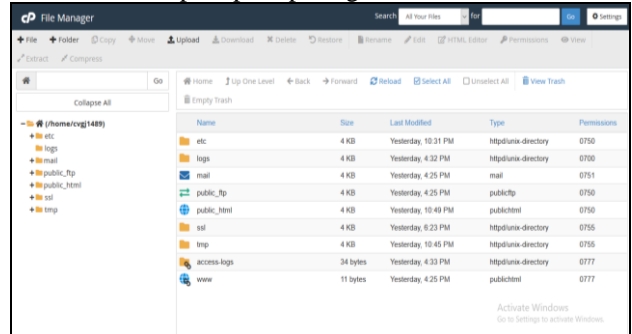 cP File Manager Search All Your Files for Go Settings
+ File + Folder Copy + Move Upload Download × Delete Restore Rename Edit HTML Editor Permissions View
Extract Compress
Go Home Up One Level Back Forward Reload Select All Unselect All View Trash
Collapse All Empty Trash
(/home/cvgj1489)
etc
logs
mail
public_ftp
public_html
ssl
tmp
Name Size Last Modified Type Permissions
etc 4 KB Yesterday, 10:31 PM httpd/unix-directory 0750
logs 4 KB Yesterday, 4:32 PM httpd/unix-directory 0700
mail 4 KB Yesterday, 4:25 PM mail 0751
public_ftp 4 KB Yesterday, 4:25 PM publicftp 0750
public_html 4 KB Yesterday, 10:49 PM publichtml 0750
ssl 4 KB Yesterday, 6:23 PM httpd/unix-directory 0755
tmp 4 KB Yesterday, 10:45 PM httpd/unix-directory 0755
access-logs 34 bytes Yesterday, 4:33 PM httpd/unix-directory 0777
www 11 bytes Yesterday, 4:25 PM publichtml 0777
Activate Windows
Go to Settings to activate Windows.